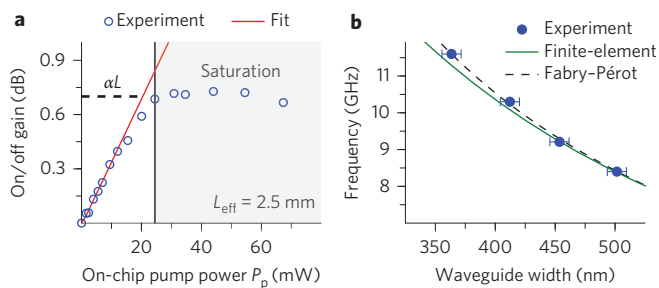 a
Experiment
Fit
On/off gain (dB)
0.9
0.6
0.3
αL
Saturation
L_eff = 2.5 mm
0
20
40
60
On-chip pump power P_p (mW)
b
Experiment
Finite-element
Fabry–Pérot
Frequency (GHz)
11
10
9
8
350
400
450
500
Waveguide width (nm)